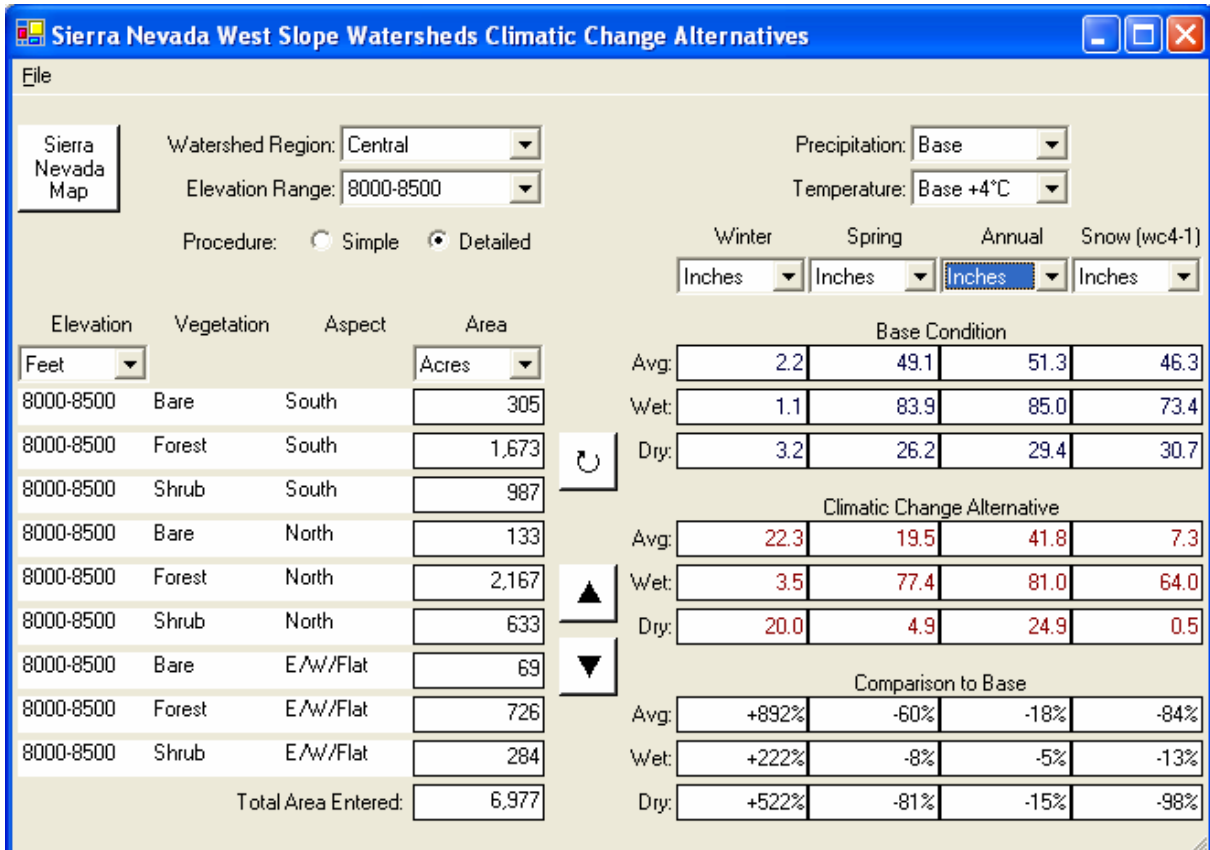 Sierra Nevada West Slope Watersheds Climatic Change Alternatives
File
Sierra
Nevada
Map
Watershed Region: Central
Elevation Range: 8000-8500
Procedure: Simple Detailed
Precipitation: Base
Temperature: Base +4°C
Winter Spring Annual Snow (wc4-1)
Inches Inches Inches Inches
Elevation Vegetation Aspect Area
Feet Acres
8000-8500 Bare South 305
8000-8500 Forest South 1,673
8000-8500 Shrub South 987
8000-8500 Bare North 133
8000-8500 Forest North 2,167
8000-8500 Shrub North 633
8000-8500 Bare E/W/Flat 69
8000-8500 Forest E/W/Flat 726
8000-8500 Shrub E/W/Flat 284
Total Area Entered: 6,977
Base Condition
Avg: 2.2 49.1 51.3 46.3
Wet: 1.1 83.9 85.0 73.4
Dry: 3.2 26.2 29.4 30.7
Climatic Change Alternative
Avg: 22.3 19.5 41.8 7.3
Wet: 3.5 77.4 81.0 64.0
Dry: 20.0 4.9 24.9 0.5
Comparison to Base
Avg: +892% -60% -18% -84%
Wet: +222% -8% -5% -13%
Dry: +522% -81% -15% -98%